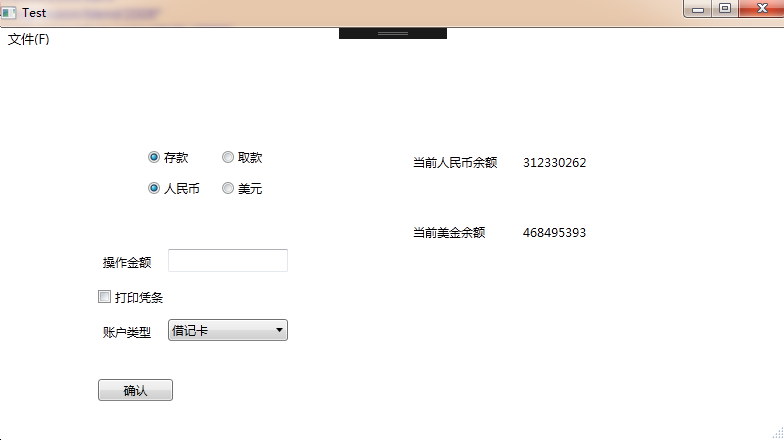 Test
文件(F)
存款 取款 当前人民币余额 312330262
人民币 美元
当前美金余额 468495393
操作金额
打印凭条
账户类型 借记卡
确认